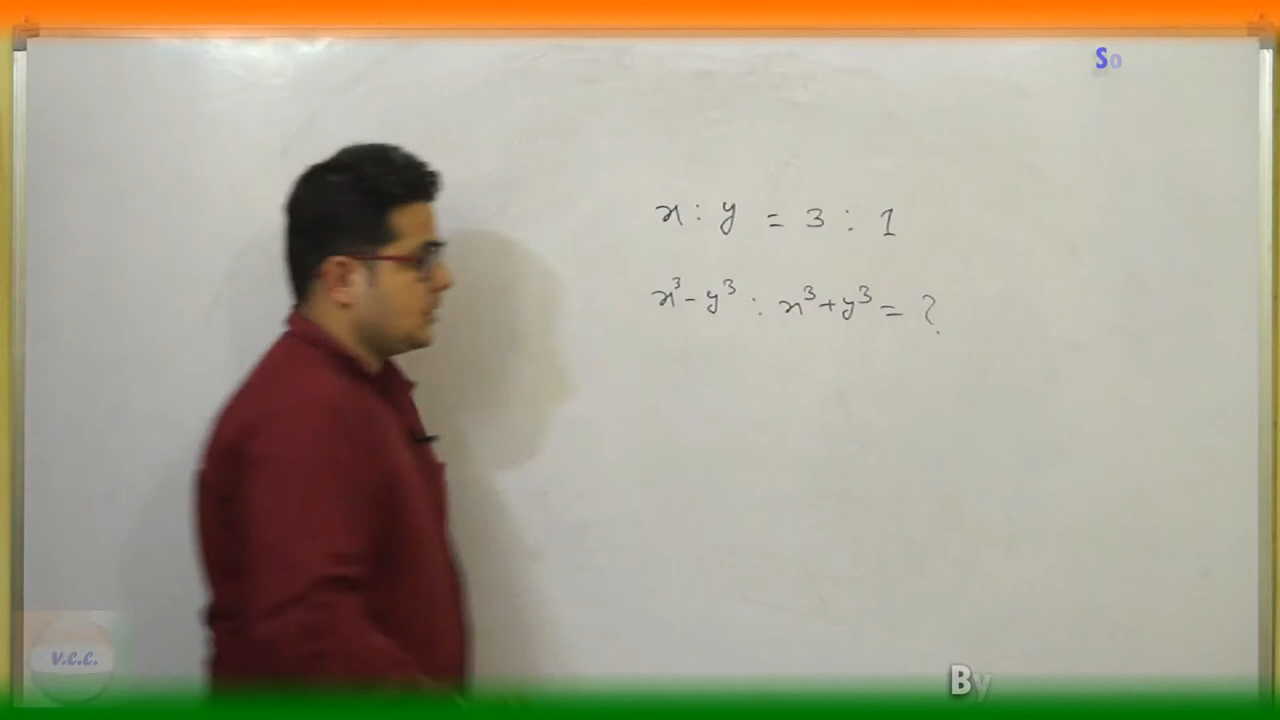 So
x : y = 3 : 1
x³ - y³ : x³ + y³ = ?
V.C.C.
By